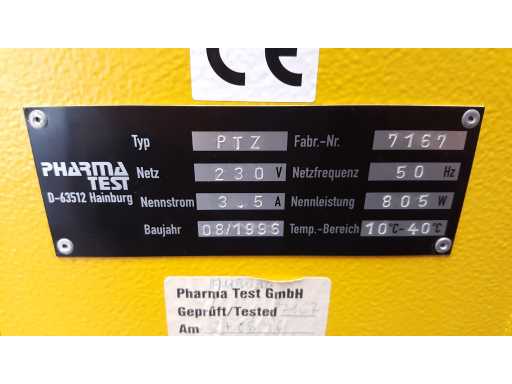 CE
Typ PTZ Fabr.-Nr. 7167
PHARMA TEST
D-63512 Hainburg
Netz 230 V Netzfrequenz 50 Hz
Nennstrom 3.5 A Nennleistung 805 W
Baujahr 08/1996 Temp.-Bereich 10°C-40°C
Pharma Test GmbH
Geprüft/Tested
Am